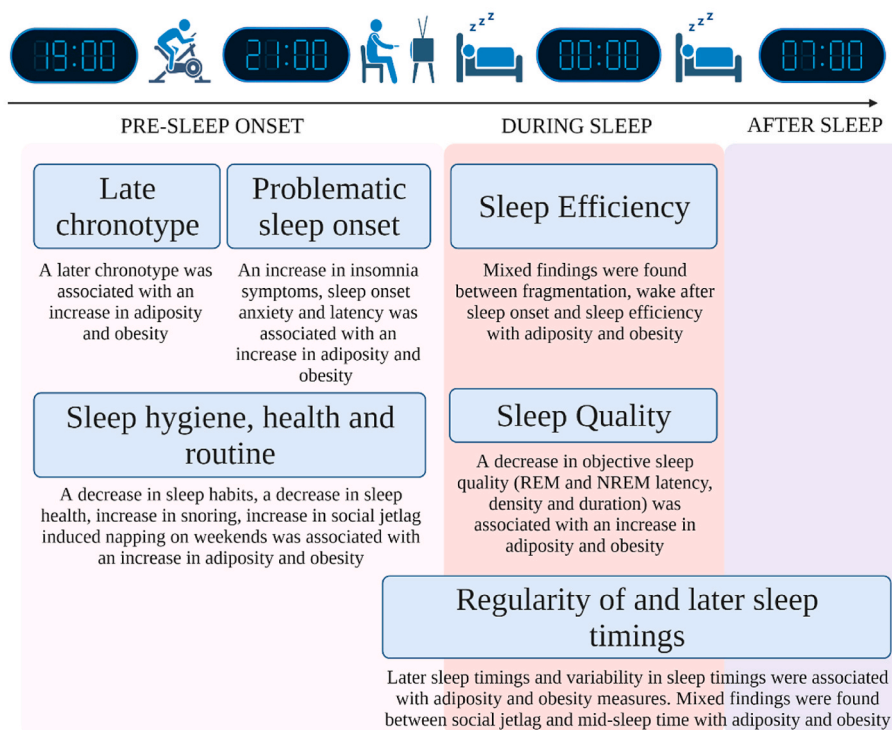 19:00
21:00
z z z
00:00
z z z
07:00
PRE-SLEEP ONSET
DURING SLEEP
AFTER SLEEP
Late
chronotype
A later chronotype was
associated with an
increase in adiposity
and obesity
Problematic
sleep onset
An increase in insomnia
symptoms, sleep onset
anxiety and latency was
associated with an
increase in adiposity and
obesity
Sleep hygiene, health and
routine
A decrease in sleep habits, a decrease in sleep
health, increase in snoring, increase in social jetlag
induced napping on weekends was associated with
an increase in adiposity and obesity
Sleep Efficiency
Mixed findings were found
between fragmentation, wake after
sleep onset and sleep efficiency
with adiposity and obesity
Sleep Quality
A decrease in objective sleep
quality (REM and NREM latency,
density and duration) was
associated with an increase in
adiposity and obesity
Regularity of and later sleep
timings
Later sleep timings and variability in sleep timings were associated
with adiposity and obesity measures. Mixed findings were found
between social jetlag and mid-sleep time with adiposity and obesity